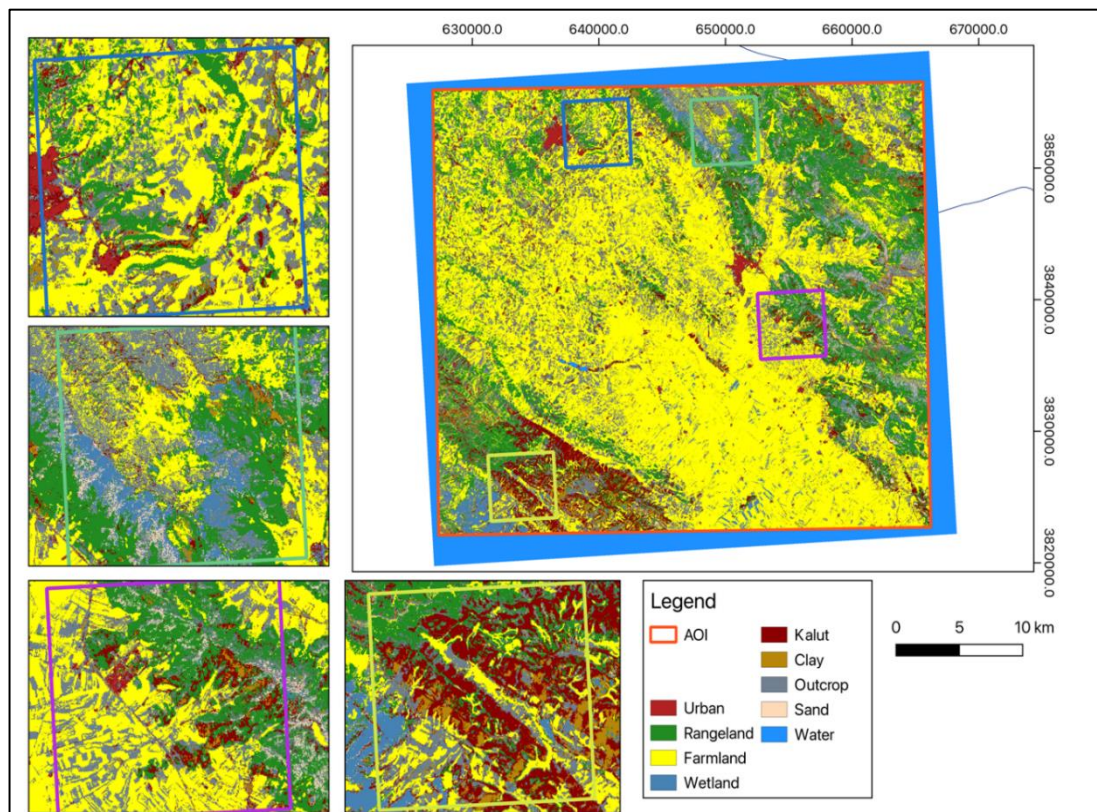 630000.0 640000.0 650000.0 660000.0 670000.0
3850000.0
3840000.0
3830000.0
3820000.0
Legend
AOI
Urban
Rangeland
Farmland
Wetland
Kalut
Clay
Outcrop
Sand
Water
0 5 10 km